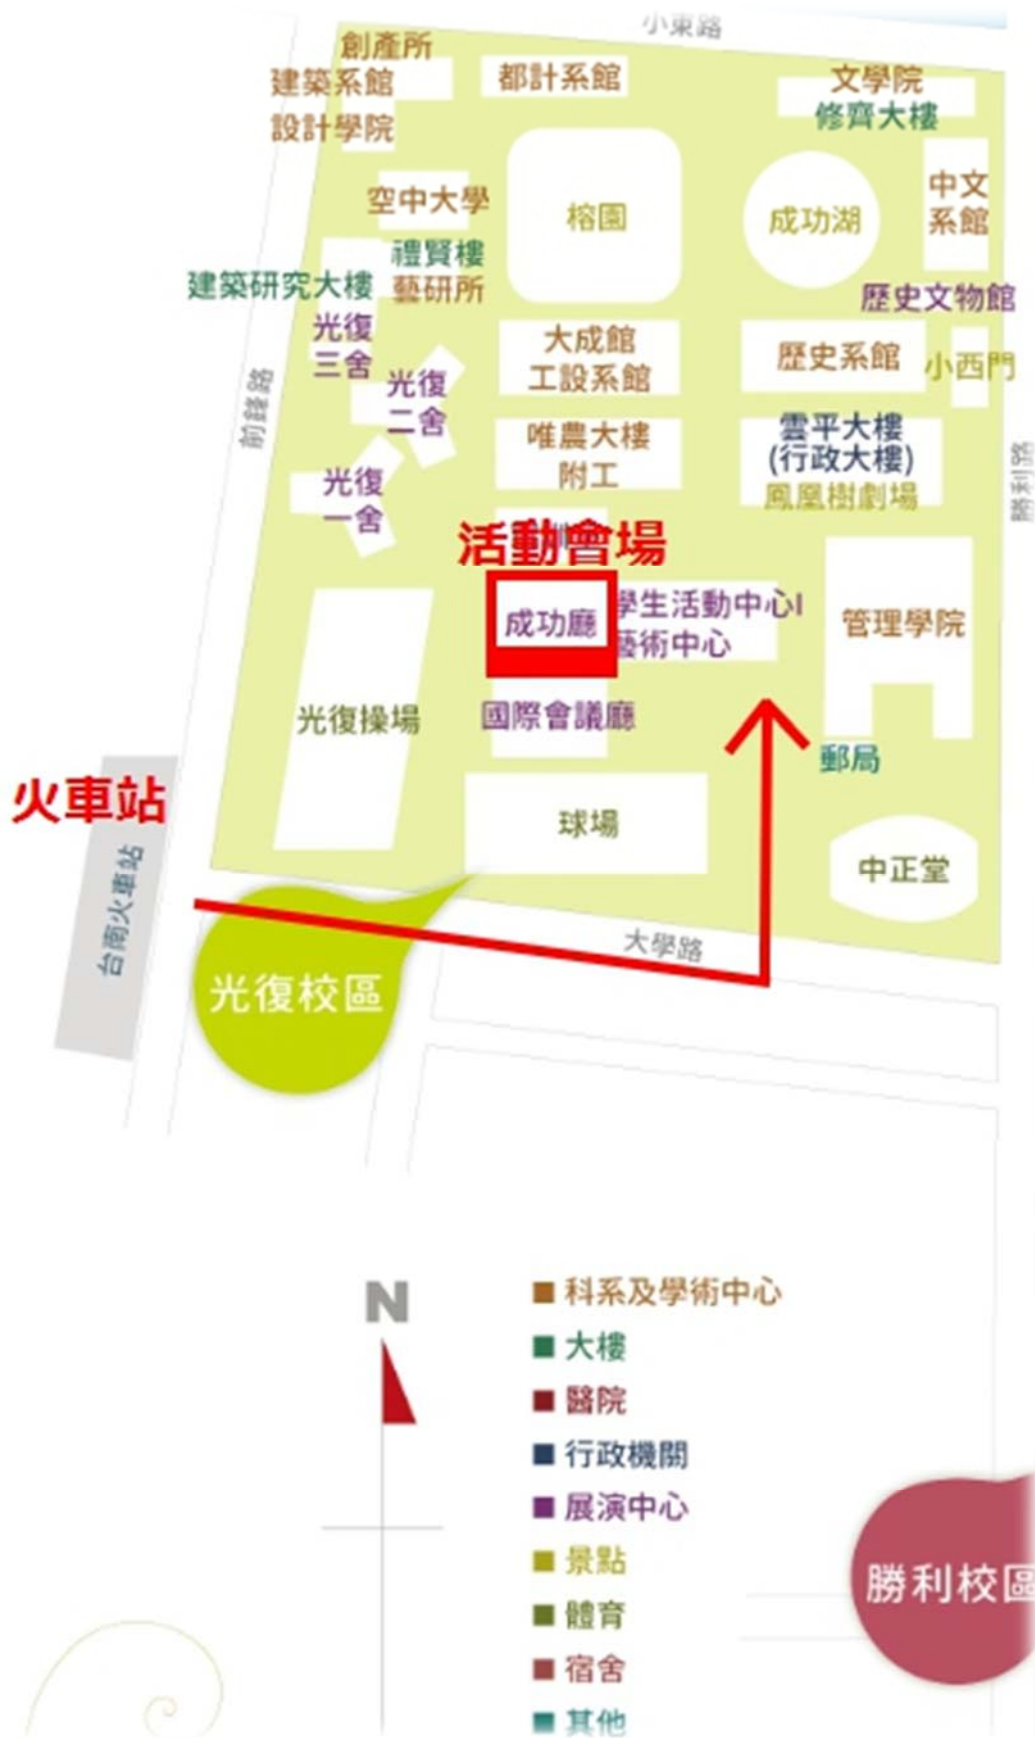 小東路
創產所
建築系館
設計學院
都計系館
文學院
修齊大樓
空中大學
榕園
成功湖
中文
系館
禮賢樓
建築研究大樓
藝研所
歷史文物館
光復
三舍
大成館
工設系館
歷史系館
小西門
前鋒路
光復
二舍
唯農大樓
附工
雲平大樓
(行政大樓)
鳳凰樹劇場
勝利路
光復
一舍
活動會場
成功廳
學生活動中心I
藝術中心
管理學院
光復操場
國際會議廳
郵局
火車站
台南火車站
球場
中正堂
大學路
光復校區
N
科系及學術中心
大樓
醫院
行政機關
展演中心
景點
體育
宿舍
其他
勝利校區